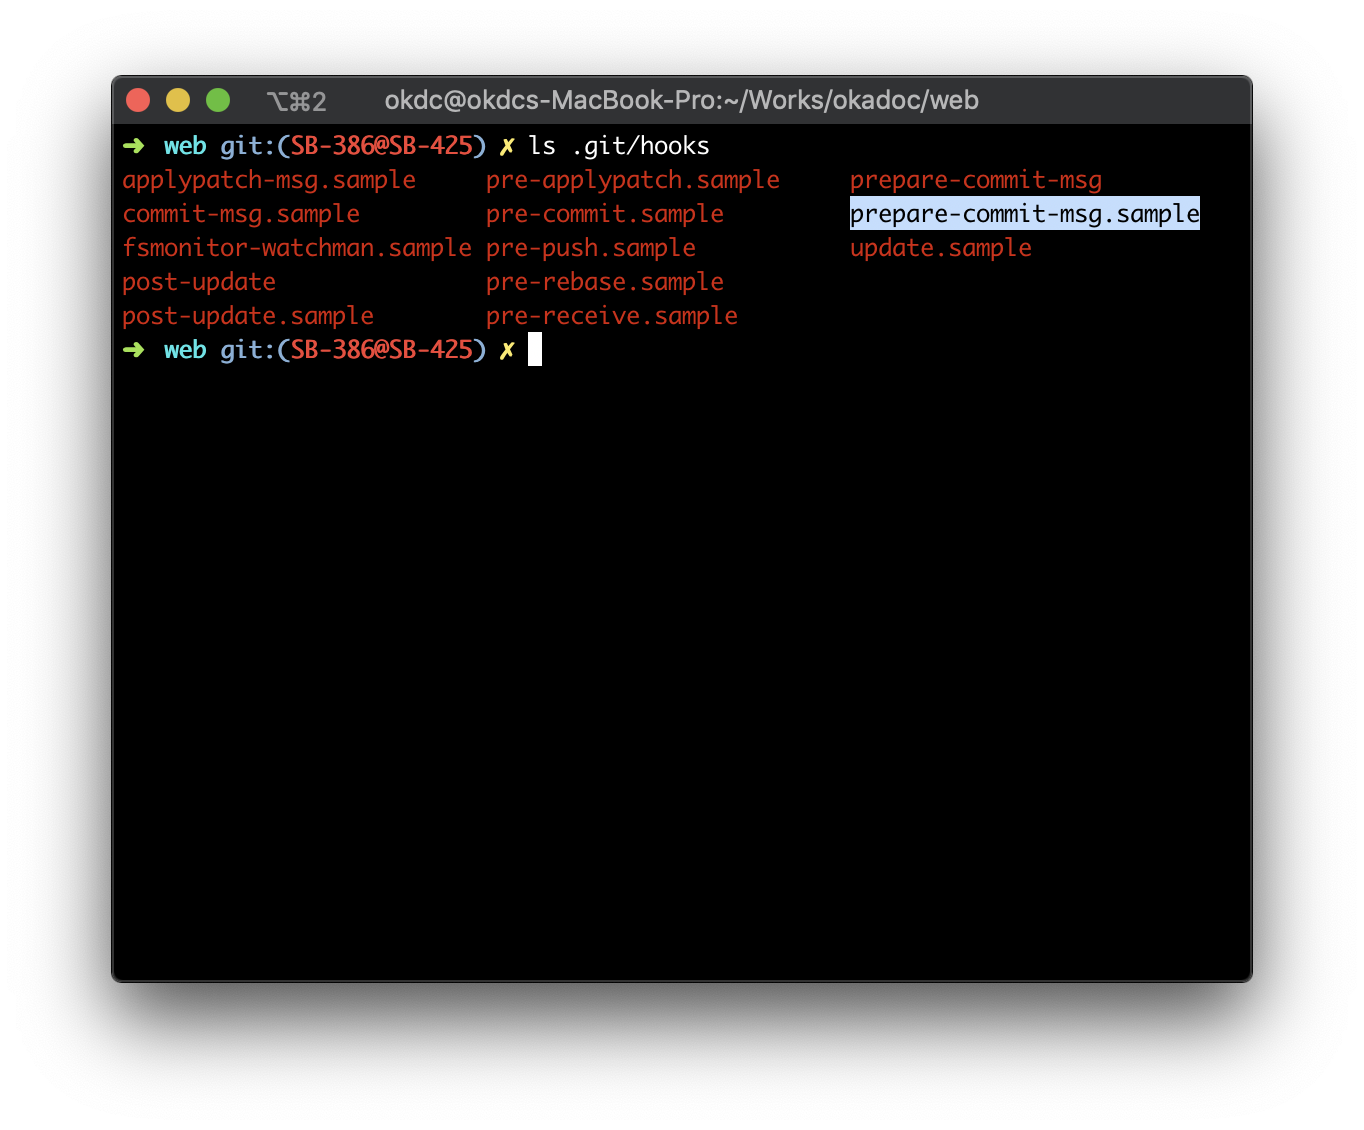 ⌥⌘2 okdc@okdcs-MacBook-Pro:~/Works/okadoc/web
➜ web git:(SB-386@SB-425) ✗ ls .git/hooks
applypatch-msg.sample pre-applypatch.sample prepare-commit-msg
commit-msg.sample pre-commit.sample prepare-commit-msg.sample
fsmonitor-watchman.sample pre-push.sample update.sample
post-update pre-rebase.sample
post-update.sample pre-receive.sample
➜ web git:(SB-386@SB-425) ✗